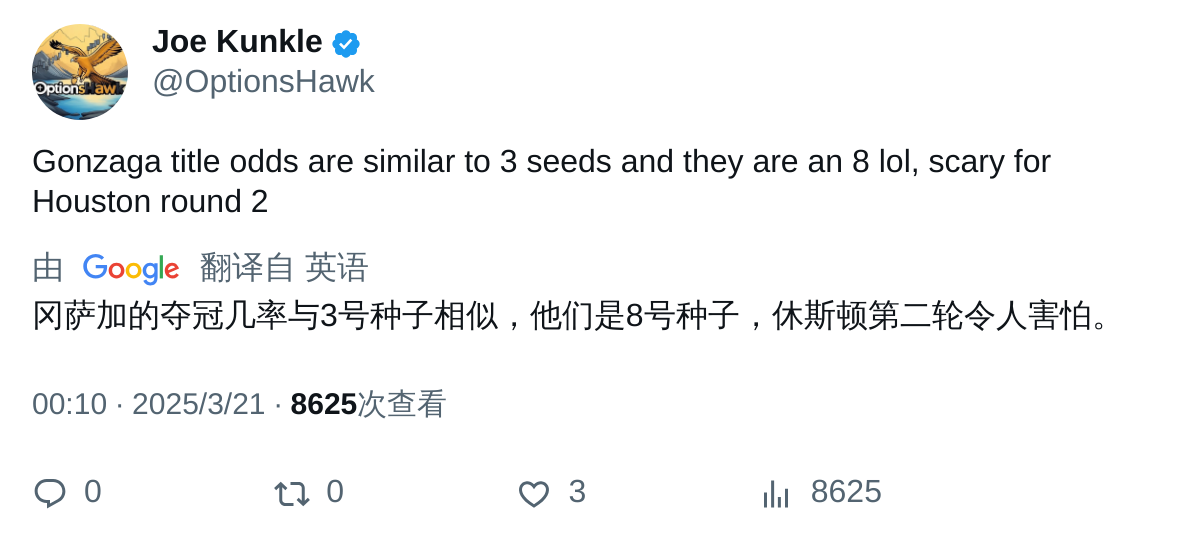 Joe Kunkle
@OptionsHawk
OptionsHawk
Gonzaga title odds are similar to 3 seeds and they are an 8 lol, scary for
Houston round 2
由 Google 翻译自 英语
冈萨加的夺冠几率与3号种子相似，他们是8号种子，休斯顿第二轮令人害怕。
00:10 · 2025/3/21 · 8625次查看
0 0 3 8625